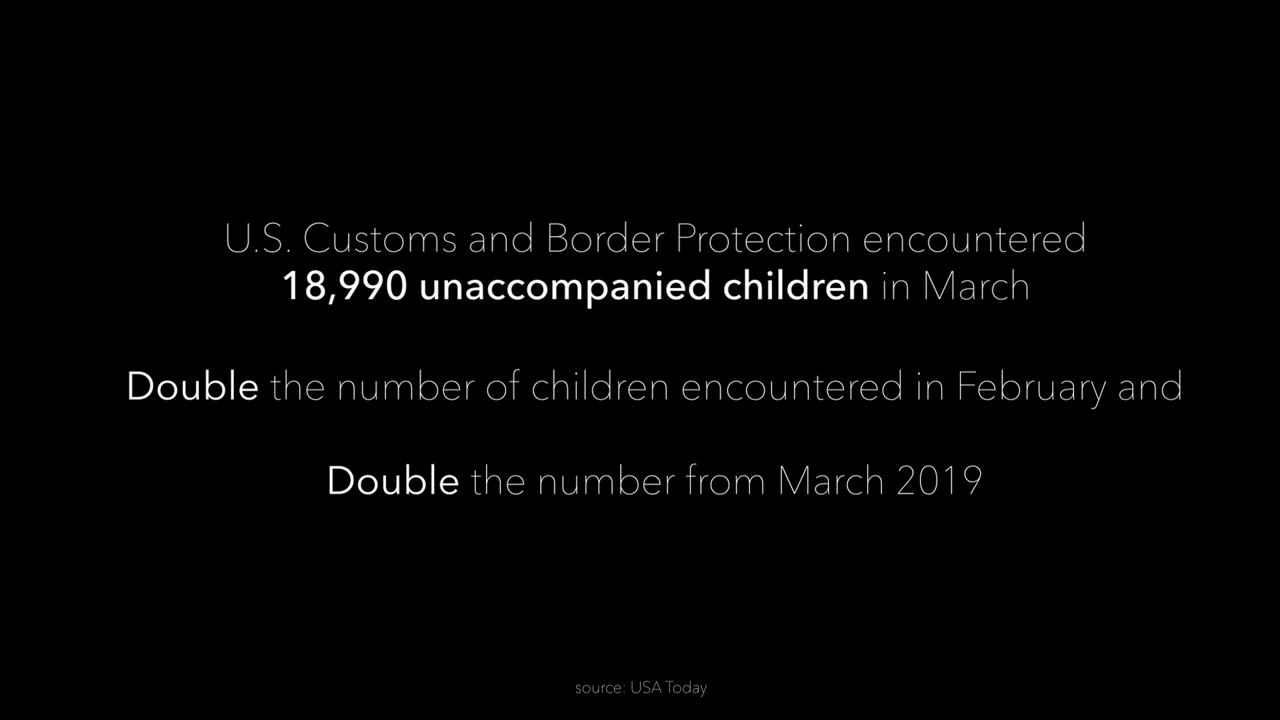 U.S. Customs and Border Protection encountered
18,990 unaccompanied children in March
Double the number of children encountered in February and
Double the number from March 2019
source: USA Today